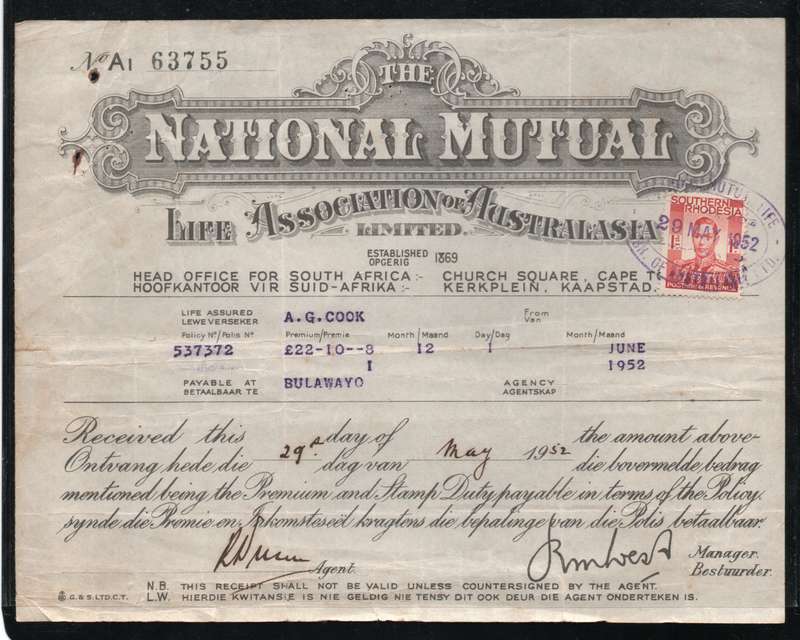 No A1 63755
THE
NATIONAL MUTUAL
LIFE ASSOCIATION OF AUSTRALASIA
LIMITED.
ESTABLISHED 1869
OPGERIG
SOUTHERN
RHODESIA
29 MAY 1952
POSTAGE & REVENUE
HEAD OFFICE FOR SOUTH AFRICA:- CHURCH SQUARE, CAPE
HOOFKANTOOR VIR SUID-AFRIKA:- KERKPLEIN, KAAPSTAD.
LIFE ASSURED A.G.COOK From
LEWEVERSEKER Van
Policy No/Polis No Premium/Premie Month/Maand Day/Dag Month/Maand
537372 £22-10--8 12 1 JUNE
1 1952
PAYABLE AT BULAWAYO AGENCY
BETAALBAAR TE AGENTSKAP
Received this 29 day of May 1952 the amount above-
Ontvang hede die dag van die bovermelde bedrag
mentioned being the Premium and Stamp Duty payable in terms of the Policy.
synde die Premie en Inkomsteseël kragtens die bepalinge van die Polis betaalbaar.
Agent. Manager.
Bestuurder.
N.B. THIS RECEIPT SHALL NOT BE VALID UNLESS COUNTERSIGNED BY THE AGENT.
L.W. HIERDIE KWITANSIE IS NIE GELDIG NIE TENSY DIT OOK DEUR DIE AGENT ONDERTEKEN IS.
G. & S. LTD. C.T.